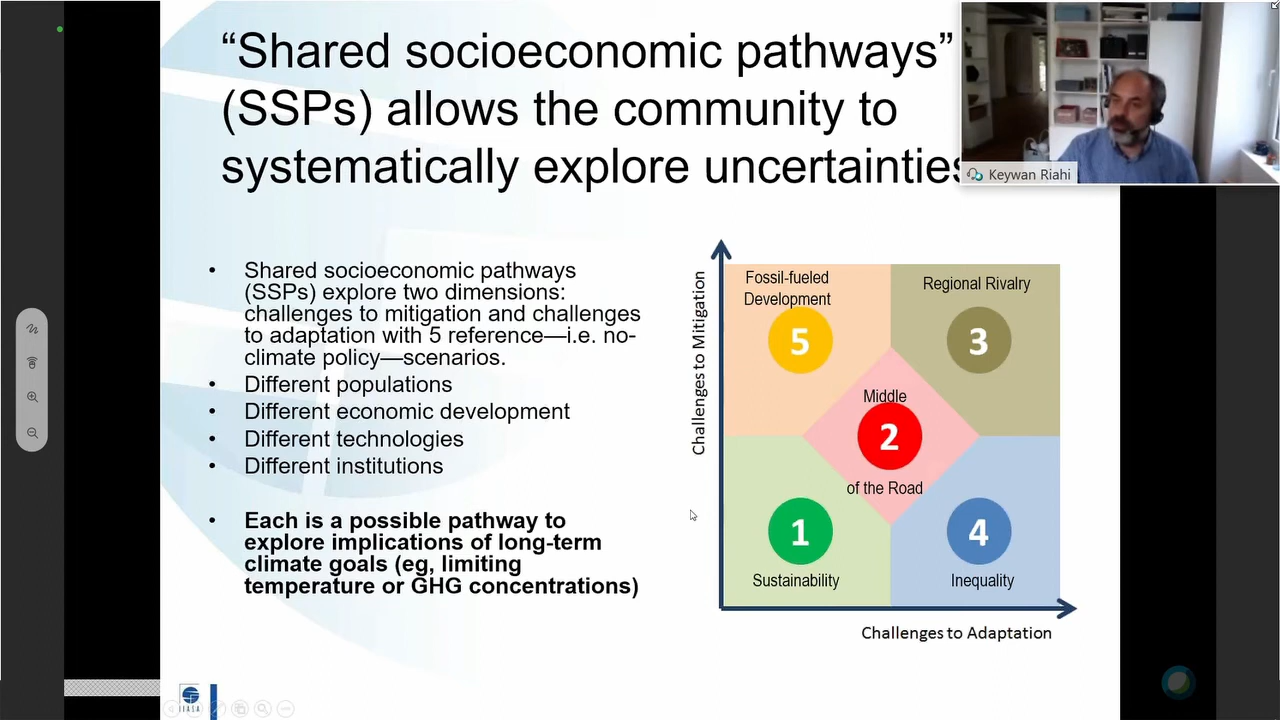 “Shared socioeconomic pathways”
(SSPs) allows the community to
systematically explore uncertainties
Keywan Riahi
• Shared socioeconomic pathways
(SSPs) explore two dimensions:
challenges to mitigation and challenges
to adaptation with 5 reference—i.e. no-
climate policy—scenarios.
• Different populations
• Different economic development
• Different technologies
• Different institutions
• Each is a possible pathway to
explore implications of long-term
climate goals (eg, limiting
temperature or GHG concentrations)
Challenges to Mitigation
Fossil-fueled
Development
5
Regional Rivalry
3
Middle
2
of the Road
1
Sustainability
4
Inequality
Challenges to Adaptation
IIASA